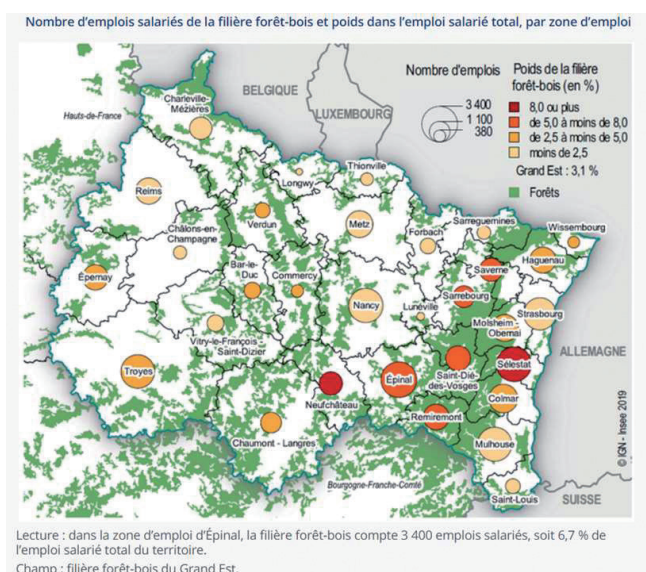 Nombre d'emplois salariés de la filière forêt-bois et poids dans l'emploi salarié total, par zone d'emploi
Nombre d'emplois
3 400
1 100
380
Poids de la filière
forêt-bois (en %)
8,0 ou plus
de 5,0 à moins de 8,0
de 2,5 à moins de 5,0
moins de 2,5
Grand Est : 3,1 %
Forêts
BELGIQUE
LUXEMBOURG
Hauts-de-France
Charleville-
Mézières
Thionville
Longwy
Reims
Verdun
Metz
Sarreguemines
Forbach
Wissembourg
Châlons-en-
Champagne
Haguenau
Saverne
Épernay
Bar-le-
Duc
Commercy
Sarrebourg
Nancy
Lunéville
Strasbourg
Molsheim -
Obernai
Vitry-le-François -
Saint-Dizier
ALLEMAGNE
Troyes
Épinal
Saint-Dié-
des-Vosges
Sélestat
Neufchâteau
Colmar
Remiremont
Chaumont - Langres
Mulhouse
Bourgogne-Franche-Comté
Saint-Louis
SUISSE
© IGN - Insee 2019
Lecture : dans la zone d'emploi d'Épinal, la filière forêt-bois compte 3 400 emplois salariés, soit 6,7 % de
l'emploi salarié total du territoire.
Champ : filière forêt-bois du Grand Est.